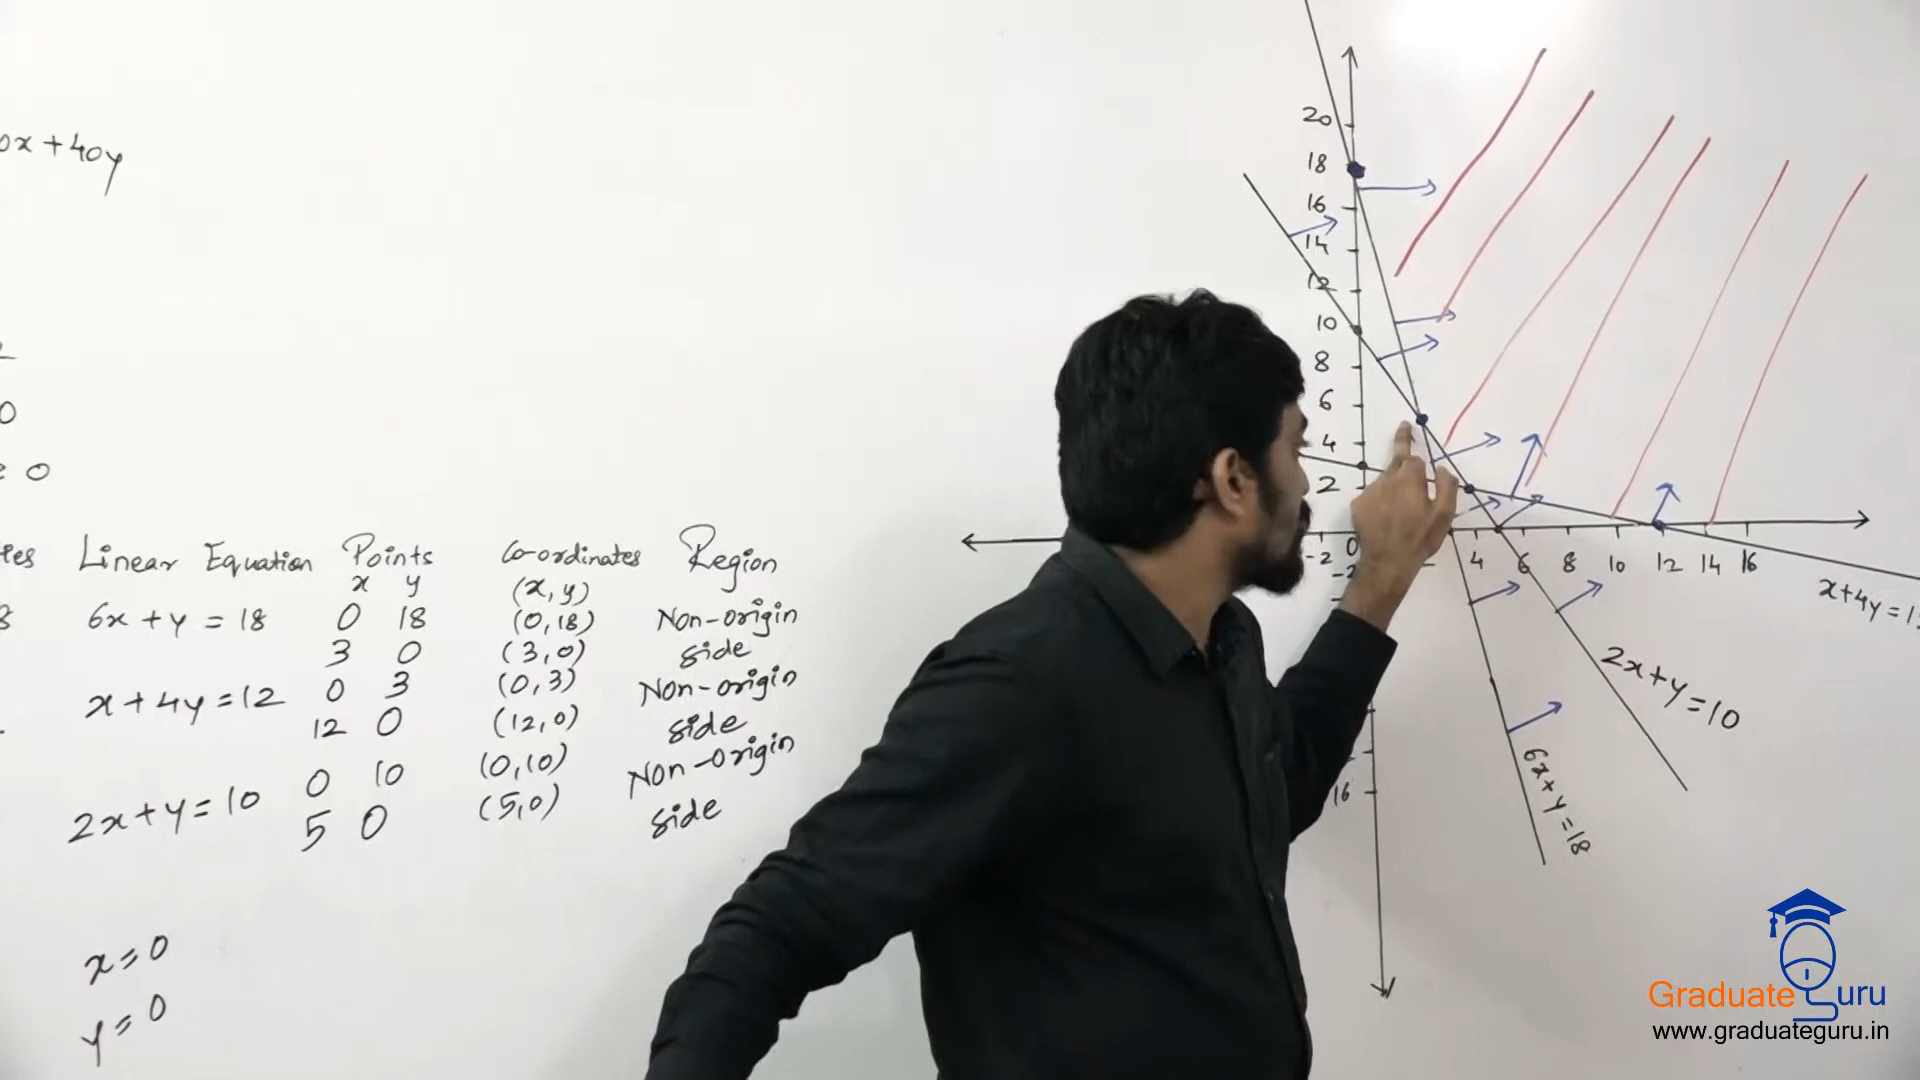 0x + 40y
0
≥ 0
Linear Equation Points Co-ordinates Region
x y (x, y)
6x + y = 18 0 18 (0, 18) Non-origin
3 0 (3, 0) side
x + 4y = 12 0 3 (0, 3) Non-origin
12 0 (12, 0) side
2x + y = 10 0 10 (0, 10) Non-origin
5 0 (5, 0) side
x = 0
y = 0
20
18
16
14
12
10
8
6
4
2
-2 0 4 6 8 10 12 14 16
-2
16
x+4y=1
2x+y=10
6x+y=18
Graduate Guru
www.graduateguru.in